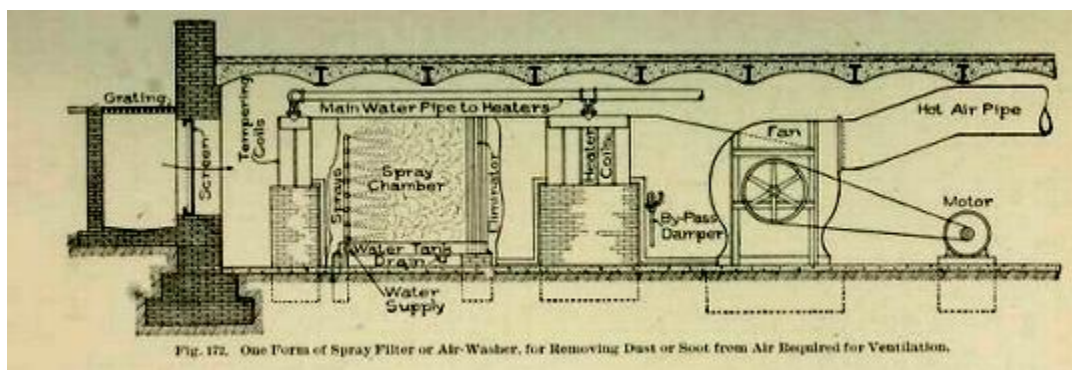 Grating
Screen
Tempering
Coils
Main Water Pipe to Heaters
Sprays
Spray
Chamber
Eliminator
Water Tank
Drain
Water
Supply
Heater
Coils
By-Pass
Damper
Fan
Hot Air Pipe
Motor
Fig. 172. One Form of Spray Filter or Air-Washer, for Removing Dust or Soot from Air Required for Ventilation.